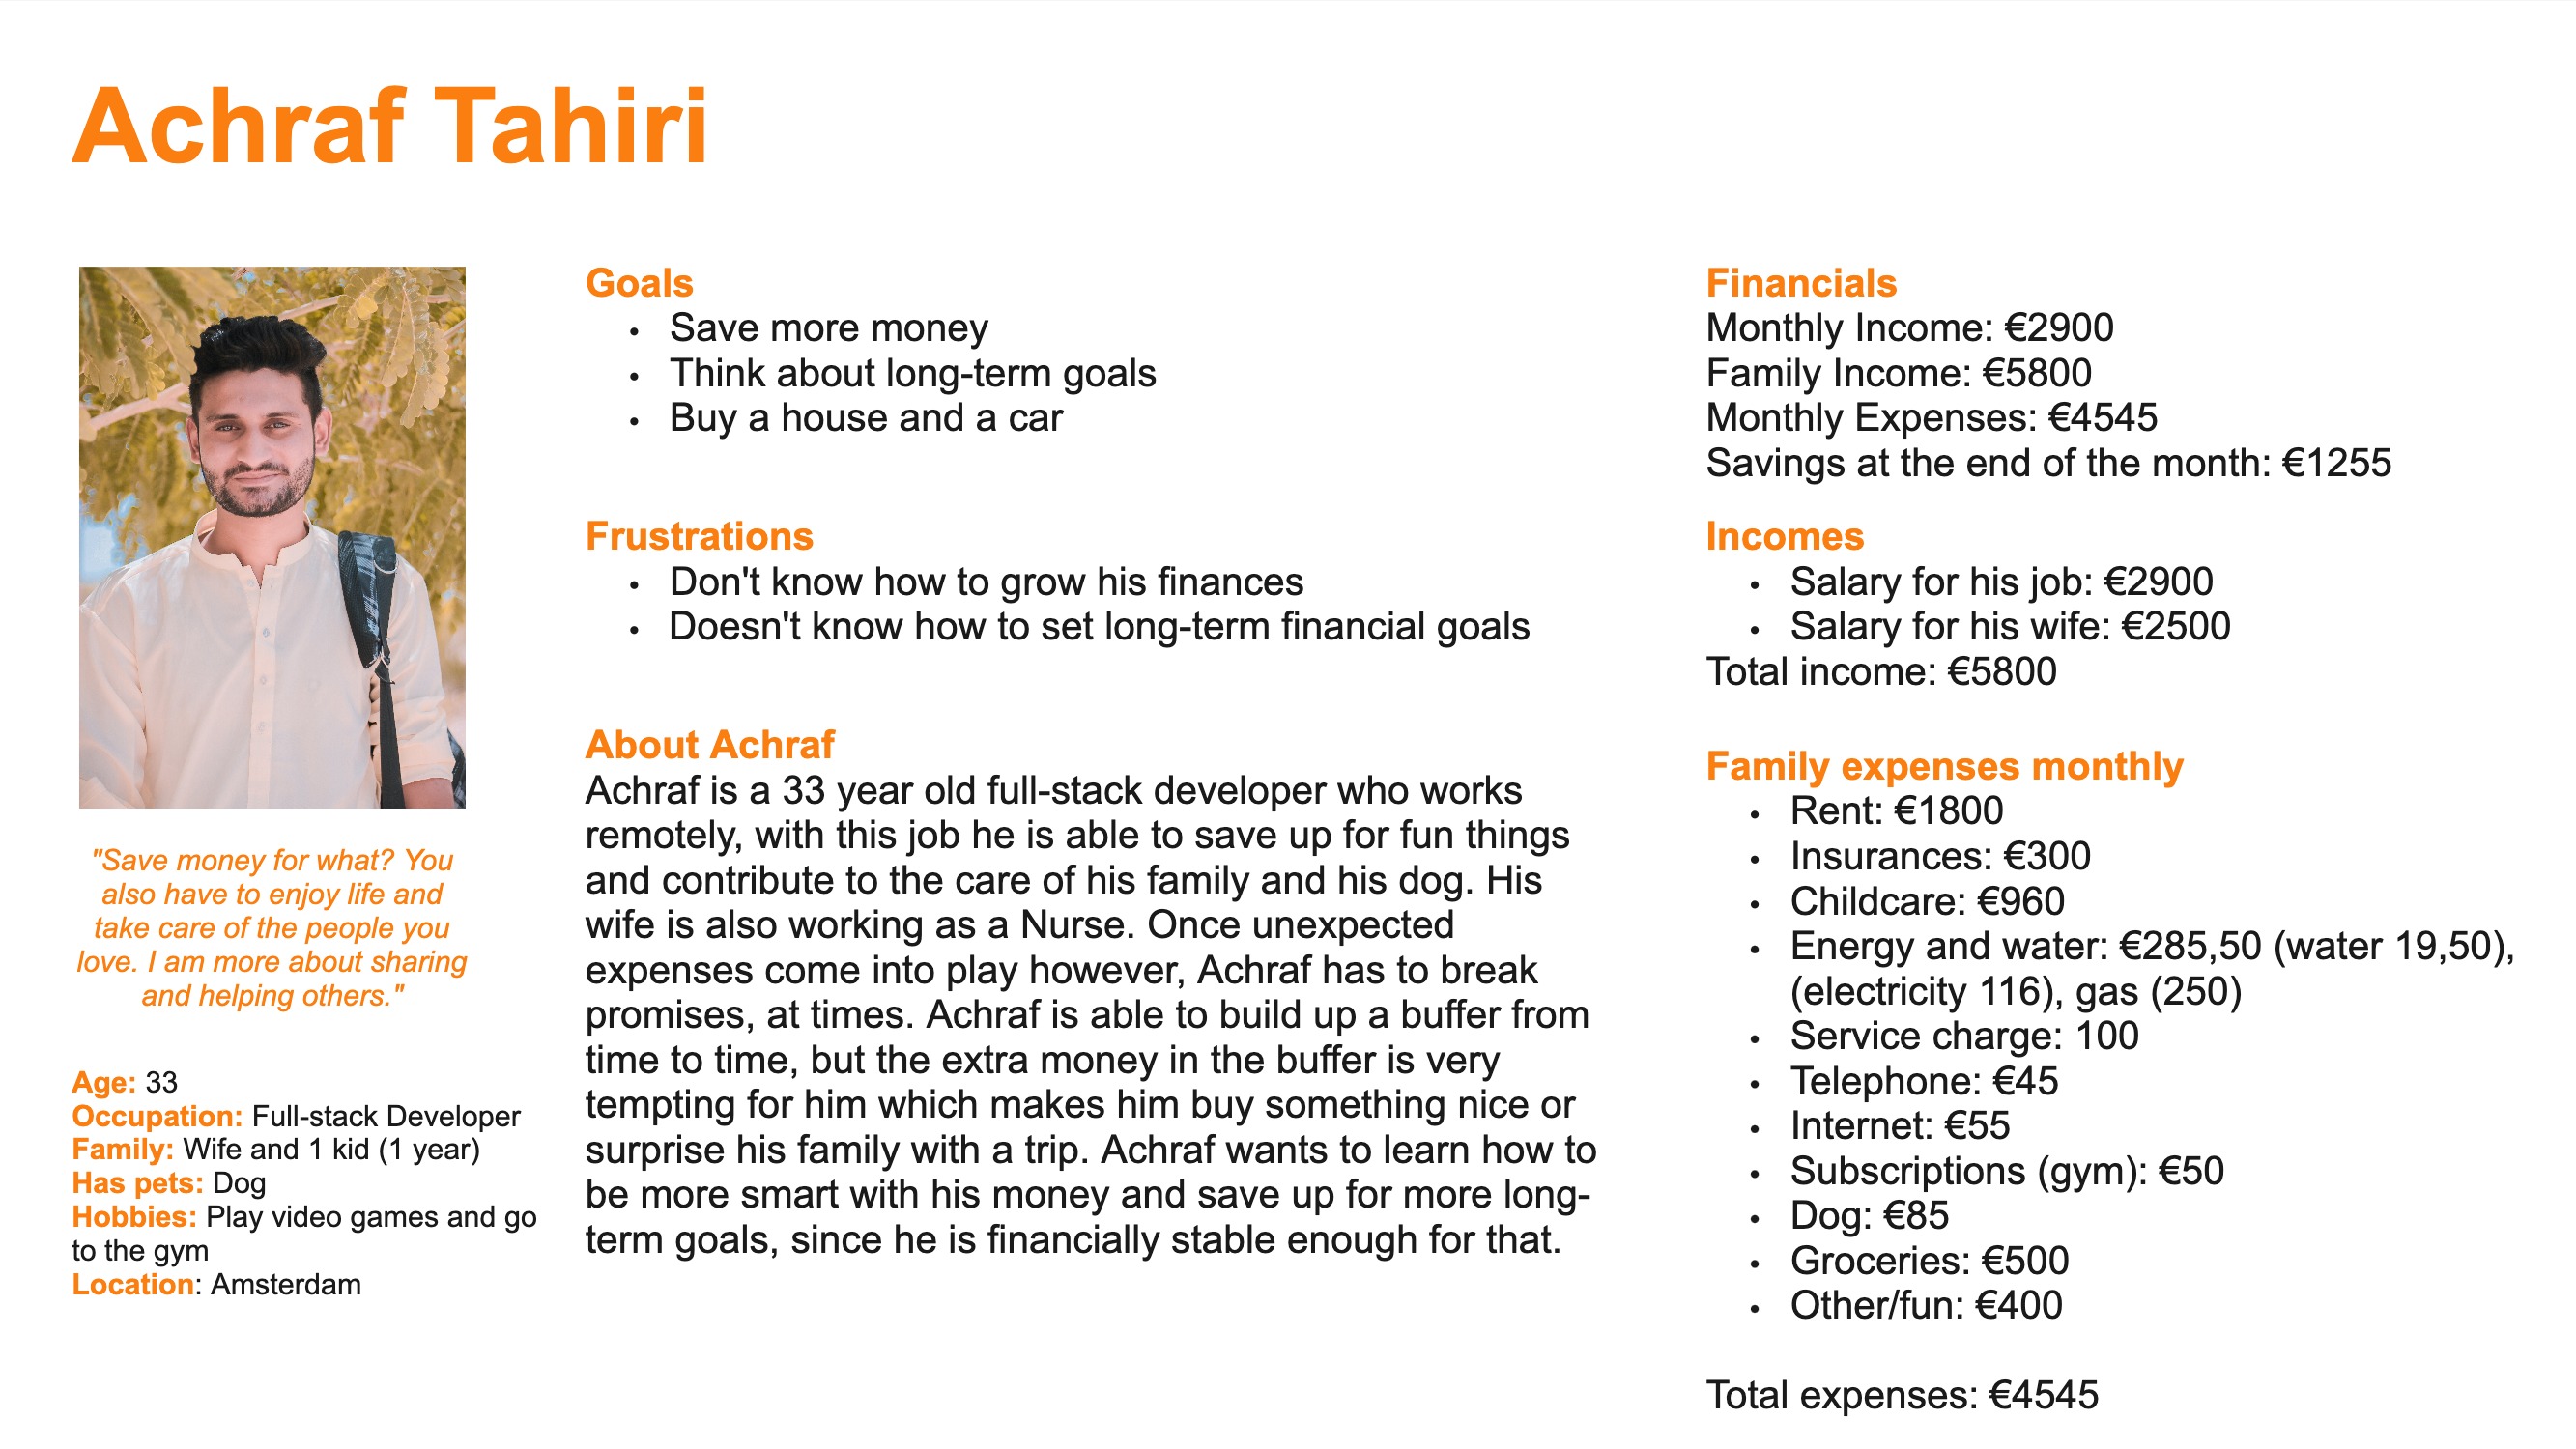 Achraf Tahiri
"Save money for what? You
also have to enjoy life and
take care of the people you
love. I am more about sharing
and helping others."
Age: 33
Occupation: Full-stack Developer
Family: Wife and 1 kid (1 year)
Has pets: Dog
Hobbies: Play video games and go
to the gym
Location: Amsterdam
Goals
• Save more money
• Think about long-term goals
• Buy a house and a car
Frustrations
• Don't know how to grow his finances
• Doesn't know how to set long-term financial goals
About Achraf
Achraf is a 33 year old full-stack developer who works
remotely, with this job he is able to save up for fun things
and contribute to the care of his family and his dog. His
wife is also working as a Nurse. Once unexpected
expenses come into play however, Achraf has to break
promises, at times. Achraf is able to build up a buffer from
time to time, but the extra money in the buffer is very
tempting for him which makes him buy something nice or
surprise his family with a trip. Achraf wants to learn how to
be more smart with his money and save up for more long-
term goals, since he is financially stable enough for that.
Financials
Monthly Income: €2900
Family Income: €5800
Monthly Expenses: €4545
Savings at the end of the month: €1255
Incomes
• Salary for his job: €2900
• Salary for his wife: €2500
Total income: €5800
Family expenses monthly
• Rent: €1800
• Insurances: €300
• Childcare: €960
• Energy and water: €285,50 (water 19,50),
(electricity 116), gas (250)
• Service charge: 100
• Telephone: €45
• Internet: €55
• Subscriptions (gym): €50
• Dog: €85
• Groceries: €500
• Other/fun: €400
Total expenses: €4545